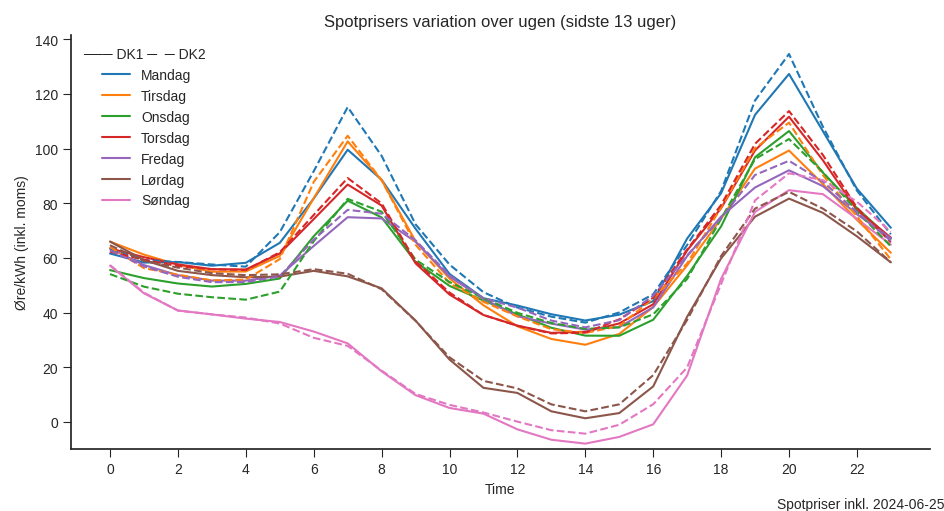 Spotprisers variation over ugen (sidste 13 uger)
140
120
100
80
60
40
20
0
Øre/kWh (inkl. moms)
DK1 DK2
Mandag
Tirsdag
Onsdag
Torsdag
Fredag
Lørdag
Søndag
0 2 4 6 8 10 12 14 16 18 20 22
Time
Spotpriser inkl. 2024-06-25